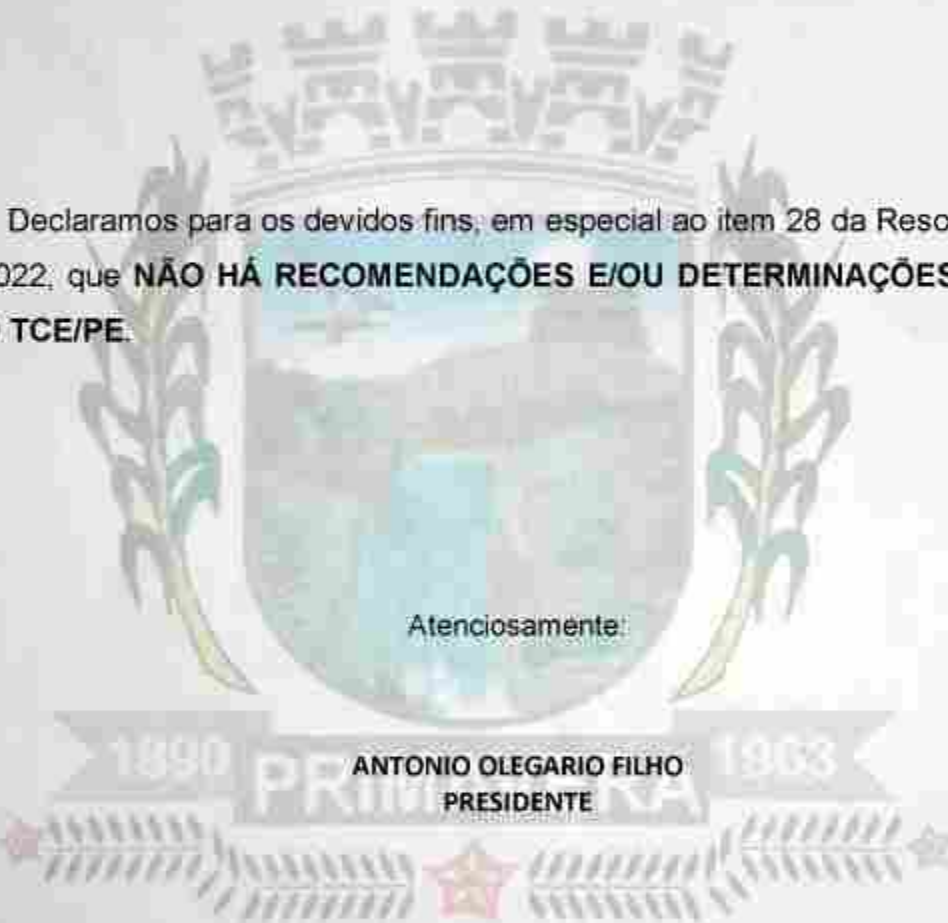 Declaramos para os devidos fins, em especial ao item 28 da Reso
022, que NÃO HÁ RECOMENDAÇÕES E/OU DETERMINAÇÕES
TCE/PE.
Atenciosamente:
1890 1963
ANTONIO OLEGARIO FILHO
PRESIDENTE